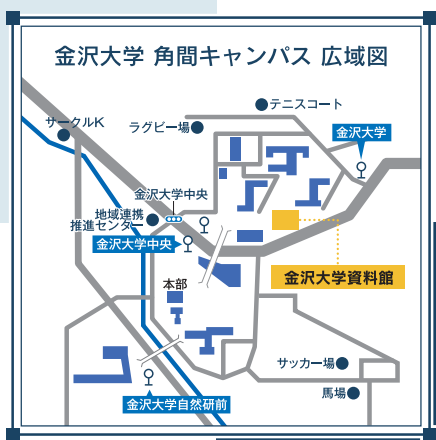 金沢大学 角間キャンパス 広域図
サークルK
ラグビー場
テニスコート
金沢大学
金沢大学中央
地域連携
推進センター
金沢大学中央
本部
金沢大学資料館
サッカー場
馬場
金沢大学自然研前